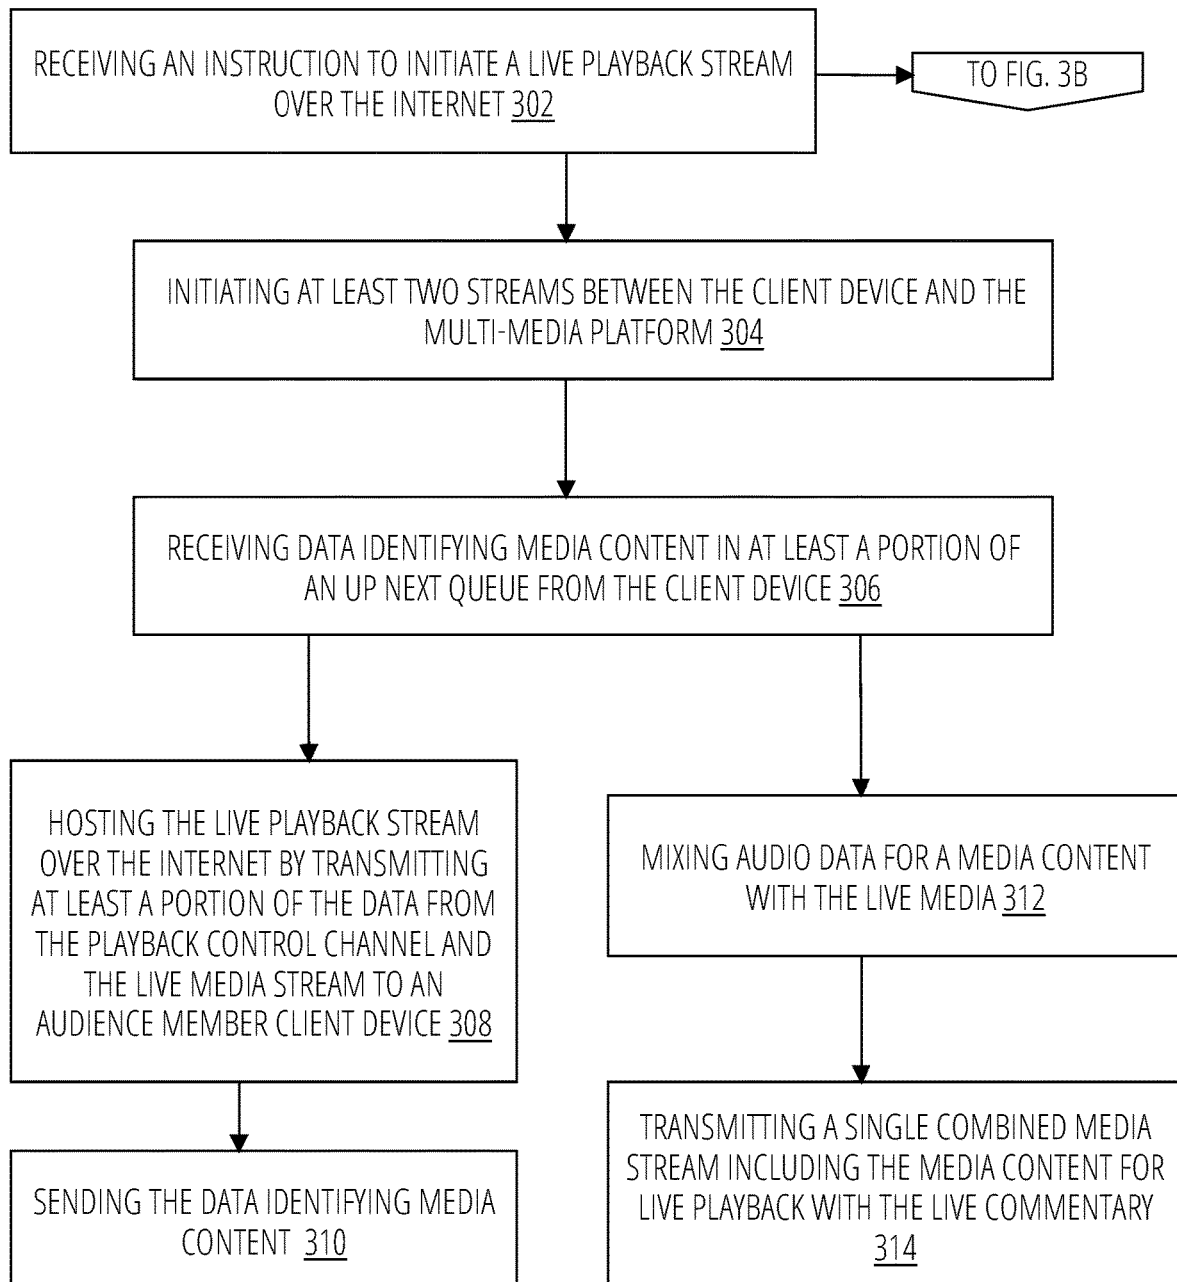 RECEIVING AN INSTRUCTION TO INITIATE A LIVE PLAYBACK STREAM
OVER THE INTERNET 302
TO FIG. 3B
INITIATING AT LEAST TWO STREAMS BETWEEN THE CLIENT DEVICE AND THE
MULTI-MEDIA PLATFORM 304
RECEIVING DATA IDENTIFYING MEDIA CONTENT IN AT LEAST A PORTION OF
AN UP NEXT QUEUE FROM THE CLIENT DEVICE 306
HOSTING THE LIVE PLAYBACK STREAM
OVER THE INTERNET BY TRANSMITTING
AT LEAST A PORTION OF THE DATA FROM
THE PLAYBACK CONTROL CHANNEL AND
THE LIVE MEDIA STREAM TO AN
AUDIENCE MEMBER CLIENT DEVICE 308
SENDING THE DATA IDENTIFYING MEDIA
CONTENT 310
MIXING AUDIO DATA FOR A MEDIA CONTENT
WITH THE LIVE MEDIA 312
TRANSMITTING A SINGLE COMBINED MEDIA
STREAM INCLUDING THE MEDIA CONTENT FOR
LIVE PLAYBACK WITH THE LIVE COMMENTARY
314